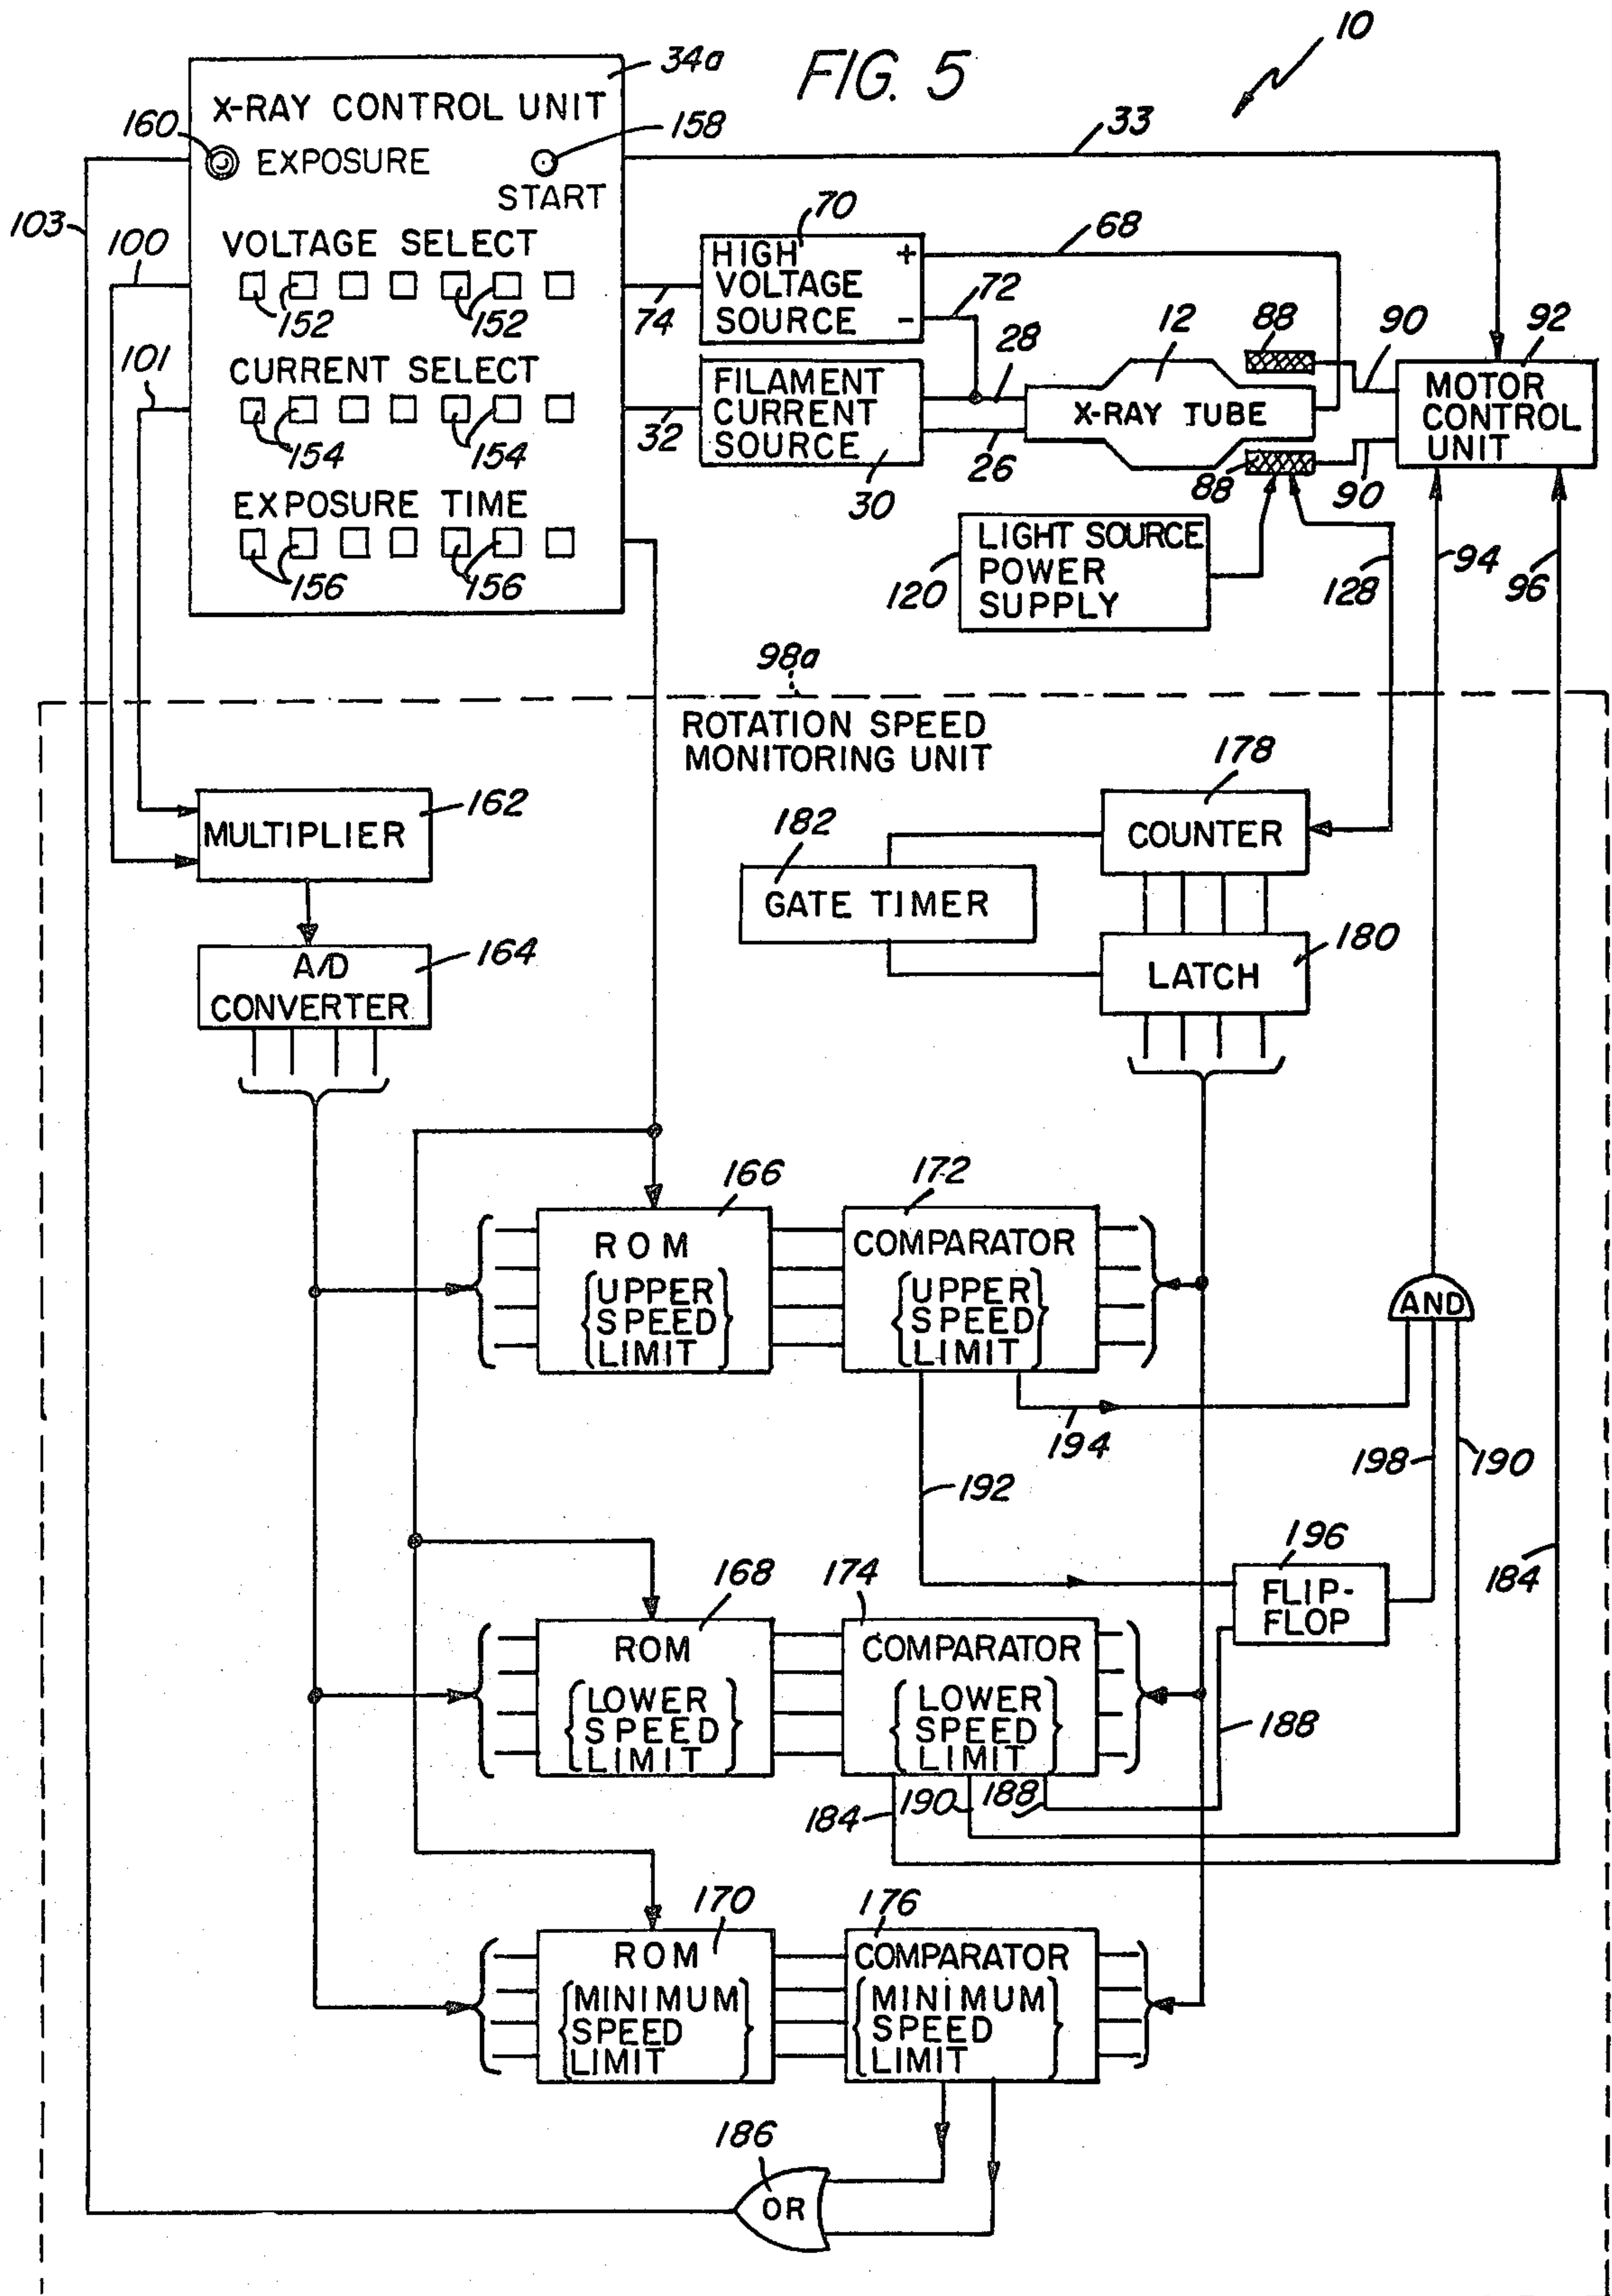 FIG. 5
10
34a
X-RAY CONTROL UNIT
160
EXPOSURE
158
START
33
103
100
VOLTAGE SELECT
152
152
74
70
HIGH
VOLTAGE
SOURCE
+
-
68
72
101
CURRENT SELECT
154
154
32
FILAMENT
CURRENT
SOURCE
30
28
26
12
X-RAY TUBE
88
88
90
90
92
MOTOR
CONTROL
UNIT
EXPOSURE TIME
156
156
120
LIGHT SOURCE
POWER
SUPPLY
128
94
96
98a
ROTATION SPEED
MONITORING UNIT
162
MULTIPLIER
182
GATE TIMER
178
COUNTER
164
A/D
CONVERTER
180
LATCH
166
ROM
UPPER
SPEED
LIMIT
172
COMPARATOR
UPPER
SPEED
LIMIT
AND
194
192
198
190
184
196
FLIP-
FLOP
168
ROM
LOWER
SPEED
LIMIT
174
COMPARATOR
LOWER
SPEED
LIMIT
188
184
190
188
170
ROM
MINIMUM
SPEED
LIMIT
176
COMPARATOR
MINIMUM
SPEED
LIMIT
186
OR